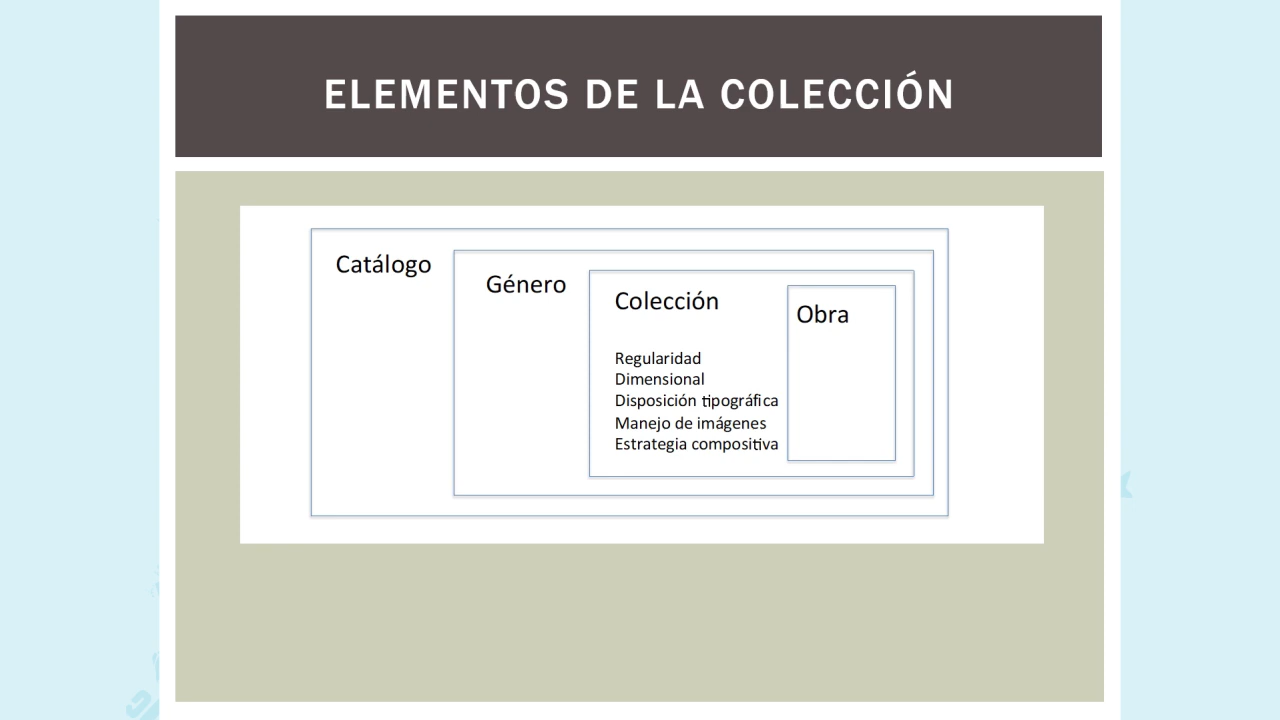 ELEMENTOS DE LA COLECCIÓN
Catálogo
Género
Colección
Obra
Regularidad
Dimensional
Disposición tipográfica
Manejo de imágenes
Estrategia compositiva